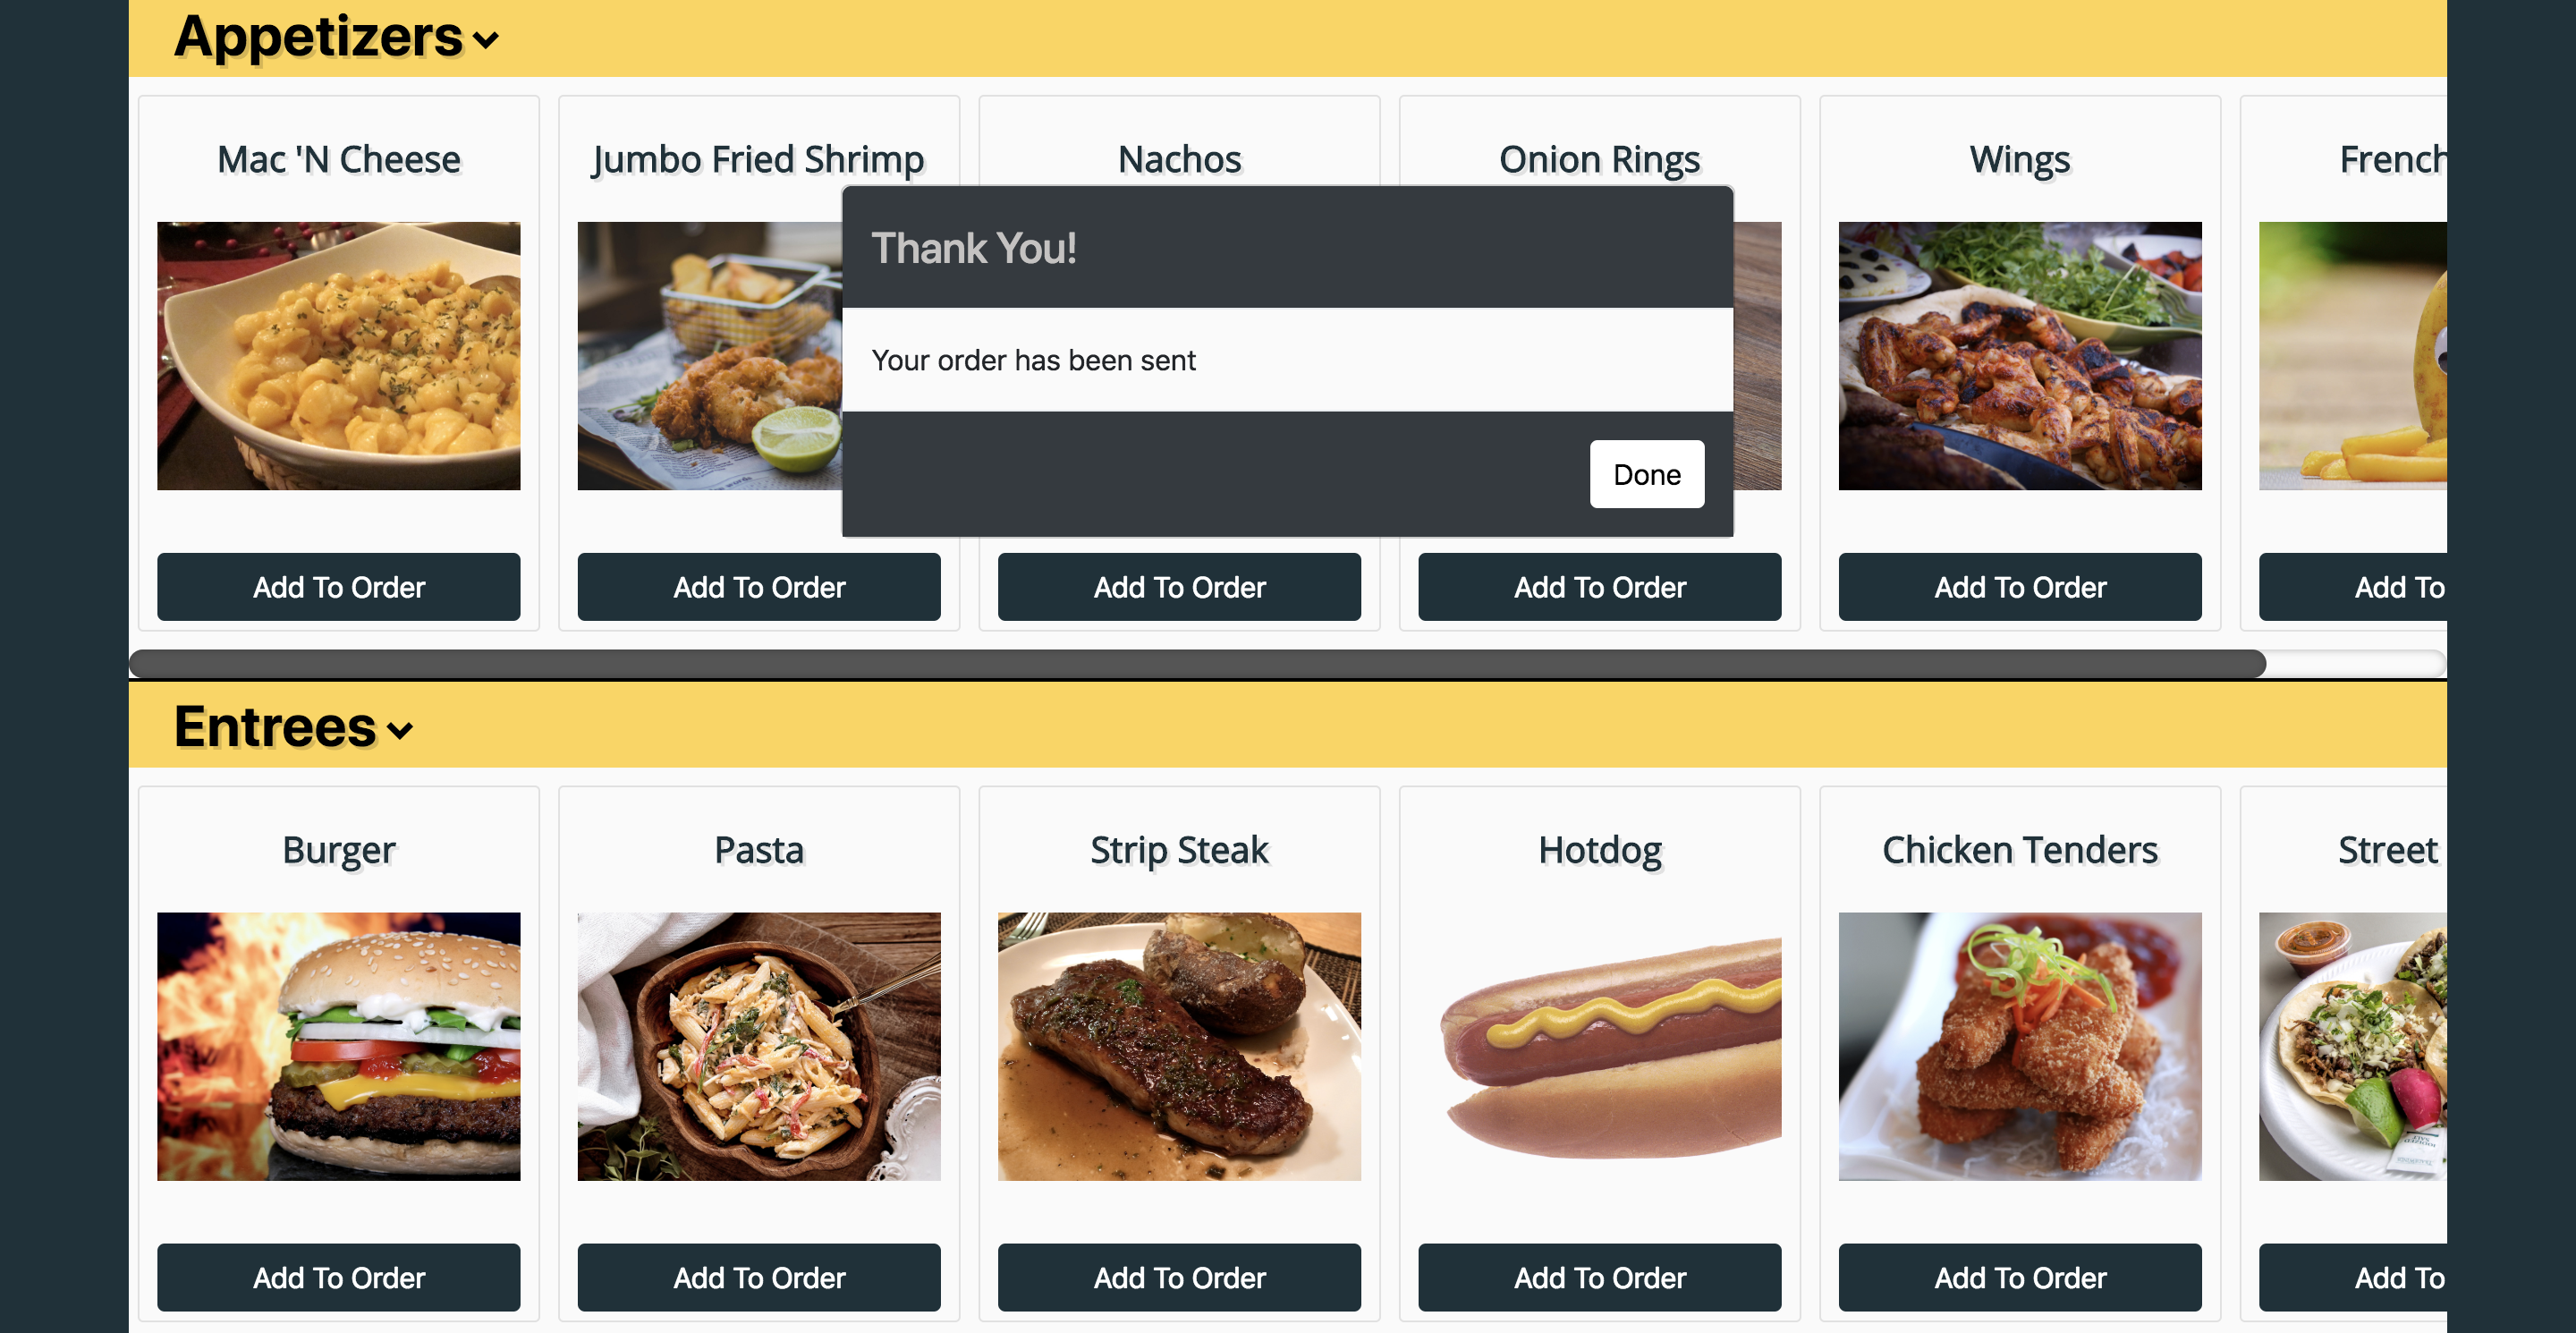 Appetizers
Mac 'N Cheese
Jumbo Fried Shrimp
Nachos
Onion Rings
Wings
French
Thank You!
Your order has been sent
Done
Add To Order
Add To Order
Add To Order
Add To Order
Add To Order
Add To
Entrees
Burger
Pasta
Strip Steak
Hotdog
Chicken Tenders
Street
Add To Order
Add To Order
Add To Order
Add To Order
Add To Order
Add To